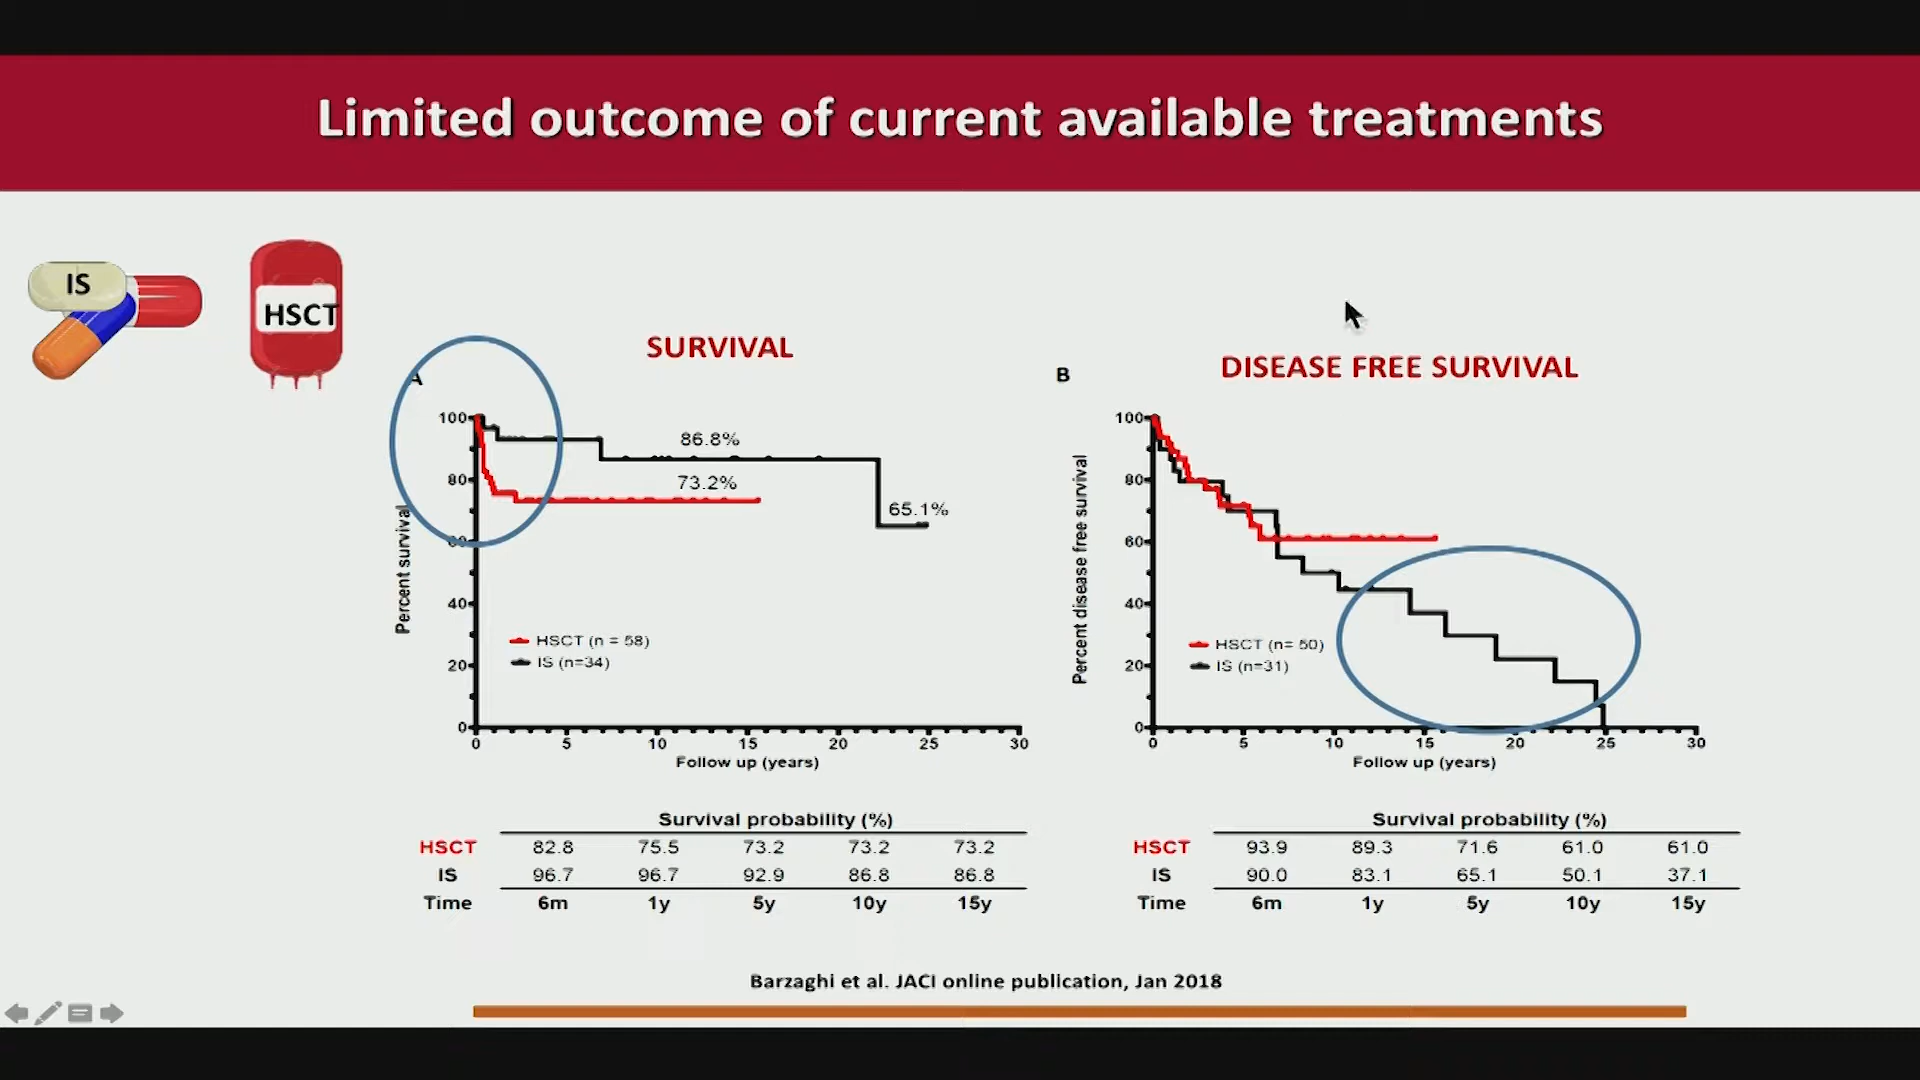 Limited outcome of current available treatments
IS
HSCT
SURVIVAL
A
Percent survival
100
80
60
40
20
0
86.8%
73.2%
65.1%
HSCT (n = 58)
IS (n=34)
0 5 10 15 20 25 30
Follow up (years)
Survival probability (%)
HSCT 82.8 75.5 73.2 73.2 73.2
IS 96.7 96.7 92.9 86.8 86.8
Time 6m 1y 5y 10y 15y
DISEASE FREE SURVIVAL
B
Percent disease free survival
100
80
60
40
20
0
HSCT (n= 50)
IS (n=31)
0 5 10 15 20 25 30
Follow up (years)
Survival probability (%)
HSCT 93.9 89.3 71.6 61.0 61.0
IS 90.0 83.1 65.1 50.1 37.1
Time 6m 1y 5y 10y 15y
Barzaghi et al. JACI online publication, Jan 2018